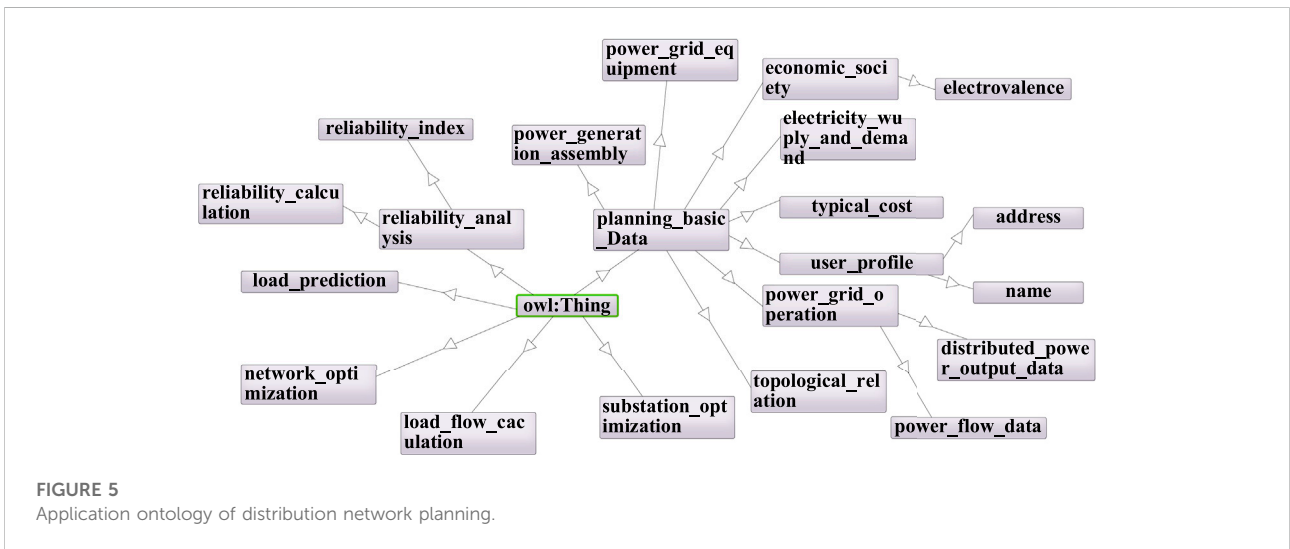 power_grid_eq
uipment
economic_soci
ety
electrovalence
reliability_index
power_generat
ion_assembly
electricity_wu
ply_and_dema
nd
reliability_calcu
lation
reliability_anal
ysis
planning_basic
_Data
typical_cost
address
user_profile
load_prediction
name
owl:Thing
power_grid_o
peration
distributed_powe
r_output_data
network_opti
mization
topological_rel
ation
load_flow_cac
ulation
substation_opt
imization
power_flow_data
FIGURE 5
Application ontology of distribution network planning.